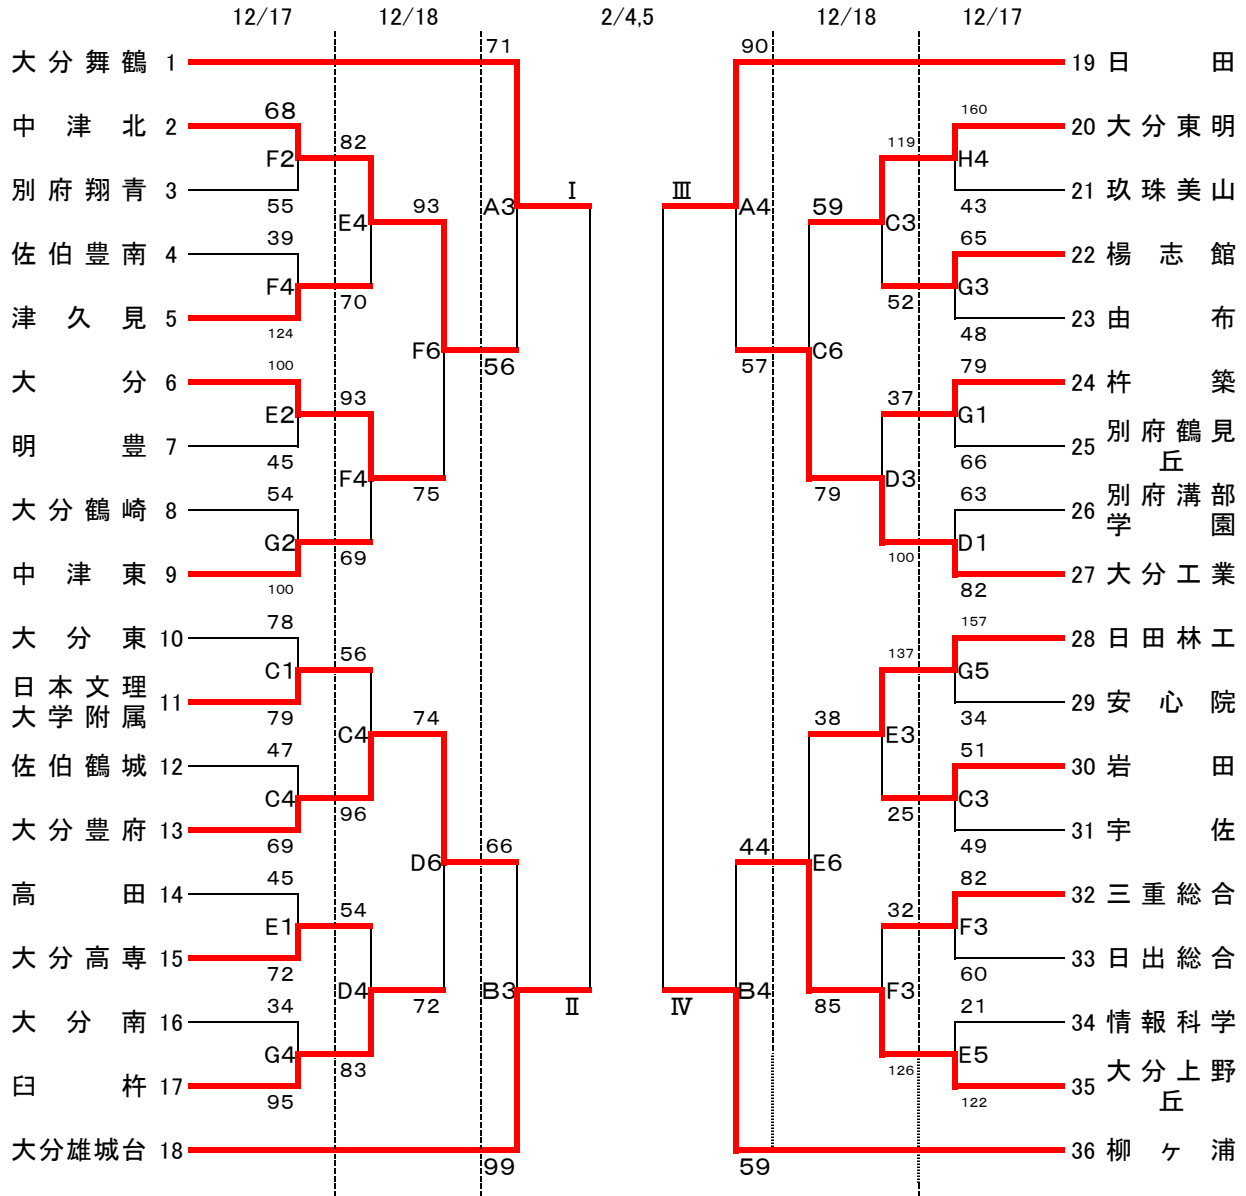 12/17 12/18 2/4,5 12/18 12/17
71 90
大分舞鶴 1 19 日田
68 160
中津北 2 20 大分東明
82 119
F2 H4
別府翔青 3 I III 21 玖珠美山
55 93 A3 A4 59 43
E4 C3
39 65
佐伯豊南 4 22 楊志館
F4 G3
70 52
津久見 5 23 由布
124 48
F6 C6
100 56 57 79
大分 6 24 杵築
93 37
E2 G1
明豊 7 25 別府鶴見丘
45 66
F4 D3
54 75 79 63
大分鶴崎 8 26 別府溝部学園
G2 D1
69 100
中津東 9 27 大分工業
100 82
78 157
大分東 10 28 日田林工
56 137
C1 G5
日本文理大学附属 11 29 安心院
79 74 38 34
C4 E3
47 51
佐伯鶴城 12 30 岩田
C4 C3
96 25
大分豊府 13 31 宇佐
69 66 44 49
D6 E6
45 82
高田 14 32 三重総合
54 32
E1 F3
大分高専 15 33 日出総合
72 60
D4 B3 B4 F3
34 72 II IV 85 21
大分南 16 34 情報科学
G4 E5
83 126
臼杵 17 35 大分上野丘
95 122
大分雄城台 18 36 柳ヶ浦
99 59